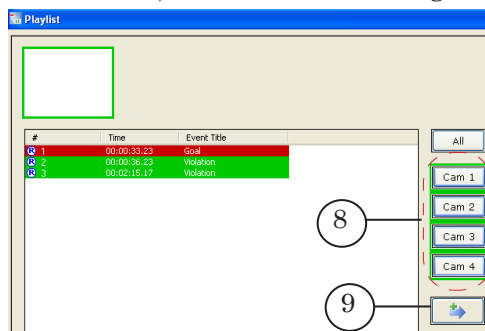 Playlist
# Time Event Title
R 1 00:00:33.23 Goal
R 2 00:00:36.23 Violation
R 3 00:02:15.17 Violation
All
Cam 1
Cam 2
8
Cam 3
Cam 4
9